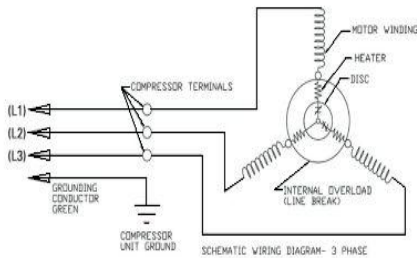 MOTOR WINDING
HEATER
DISC
COMPRESSOR TERMINALS
(L1)
(L2)
(L3)
GROUNDING
CONDUCTOR
GREEN
INTERNAL OVERLOAD
(LINE BREAK)
COMPRESSOR
UNIT GROUND
SCHEMATIC WIRING DIAGRAM- 3 PHASE